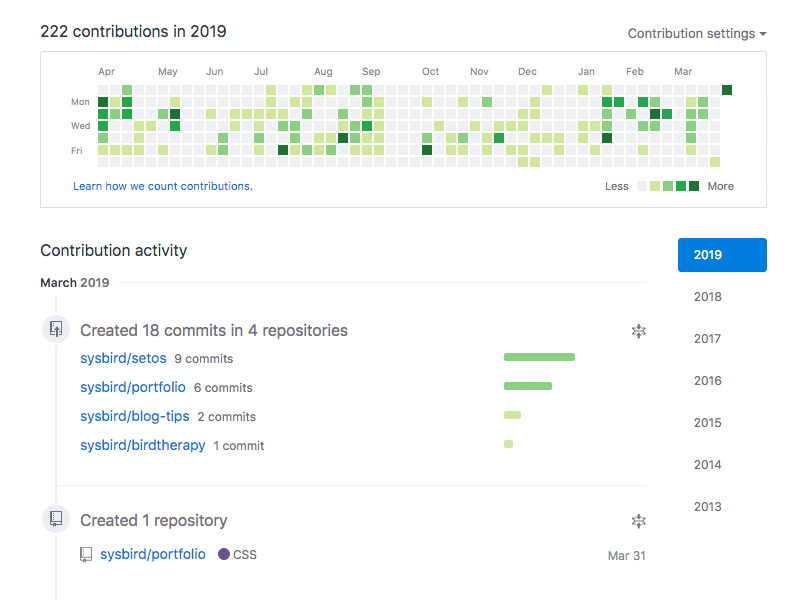 222 contributions in 2019
Contribution settings
Apr May Jun Jul Aug Sep Oct Nov Dec Jan Feb Mar
Mon
Wed
Fri
Learn how we count contributions.
Less More
Contribution activity
2019
March 2019
2018
Created 18 commits in 4 repositories
2017
sysbird/setos 9 commits
sysbird/portfolio 6 commits
2016
sysbird/blog-tips 2 commits
2015
sysbird/birdtherapy 1 commit
2014
2013
Created 1 repository
sysbird/portfolio CSS Mar 31